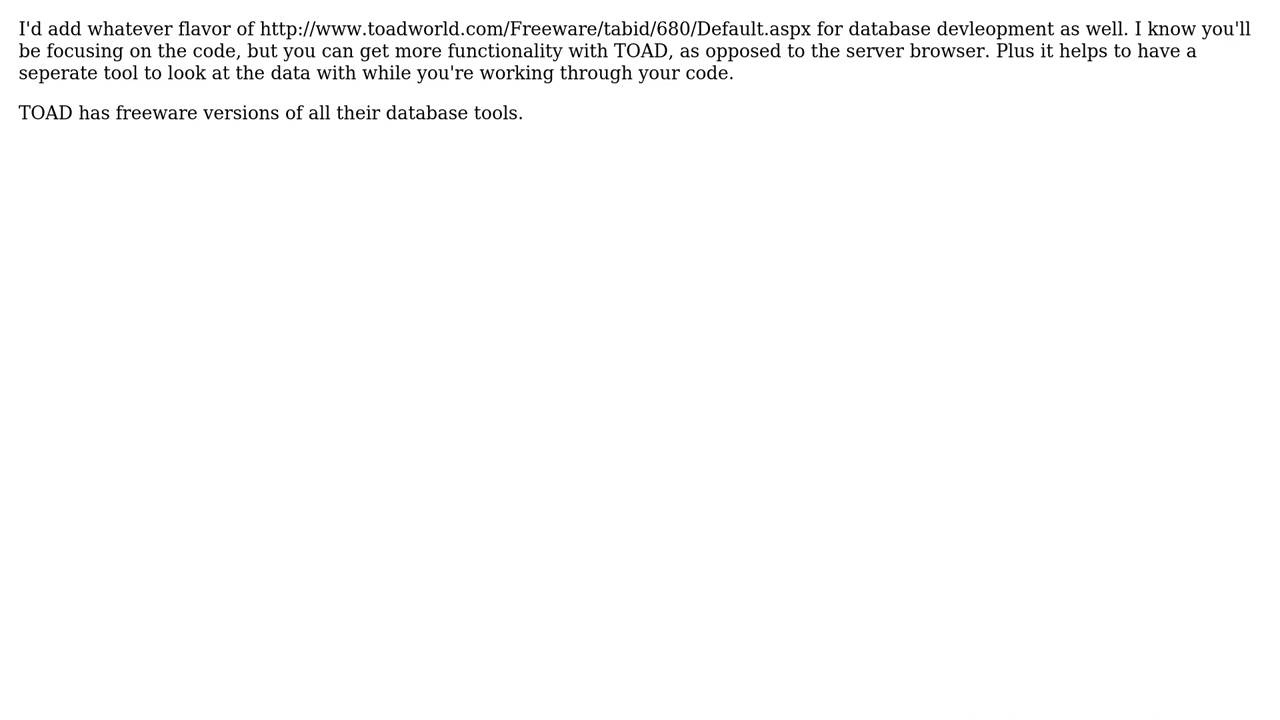 I'd add whatever flavor of http://www.toadworld.com/Freeware/tabid/680/Default.aspx for database devleopment as well. I know you'll
be focusing on the code, but you can get more functionality with TOAD, as opposed to the server browser. Plus it helps to have a
seperate tool to look at the data with while you're working through your code.
TOAD has freeware versions of all their database tools.